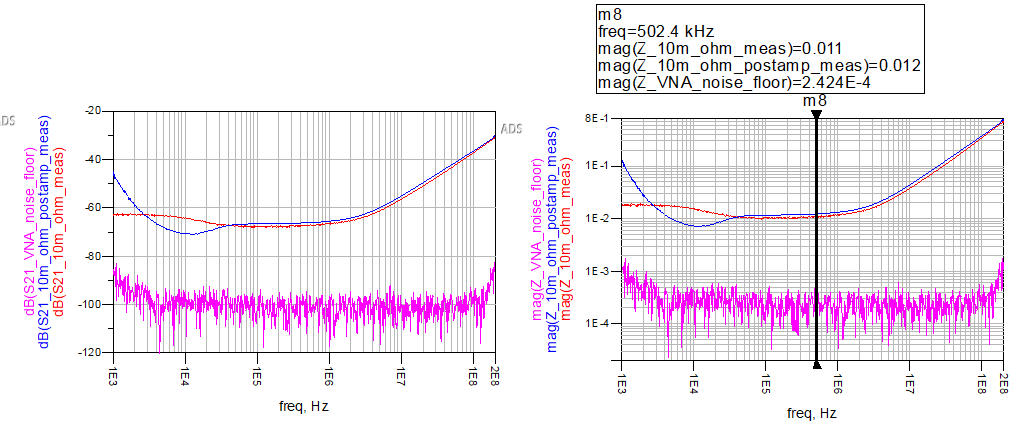 m8
freq=502.4 kHz
mag(Z_10m_ohm_meas)=0.011
mag(Z_10m_ohm_postamp_meas)=0.012
mag(Z_VNA_noise_floor)=2.424E-4
m8
ADS
dB(S21_VNA_noise_floor)
dB(S21_10m_ohm_postamp_meas)
dB(S21_10m_ohm_meas)
-20
-40
-60
-80
-100
-120
1E3
1E4
1E5
1E6
1E7
1E8
2E8
freq, Hz
ADS
mag(Z_VNA_noise_floor)
mag(Z_10m_ohm_postamp_meas)
mag(Z_10m_ohm_meas)
8E-1
1E-1
1E-2
1E-3
1E-4
1E3
1E4
1E5
1E6
1E7
1E8
2E8
freq, Hz